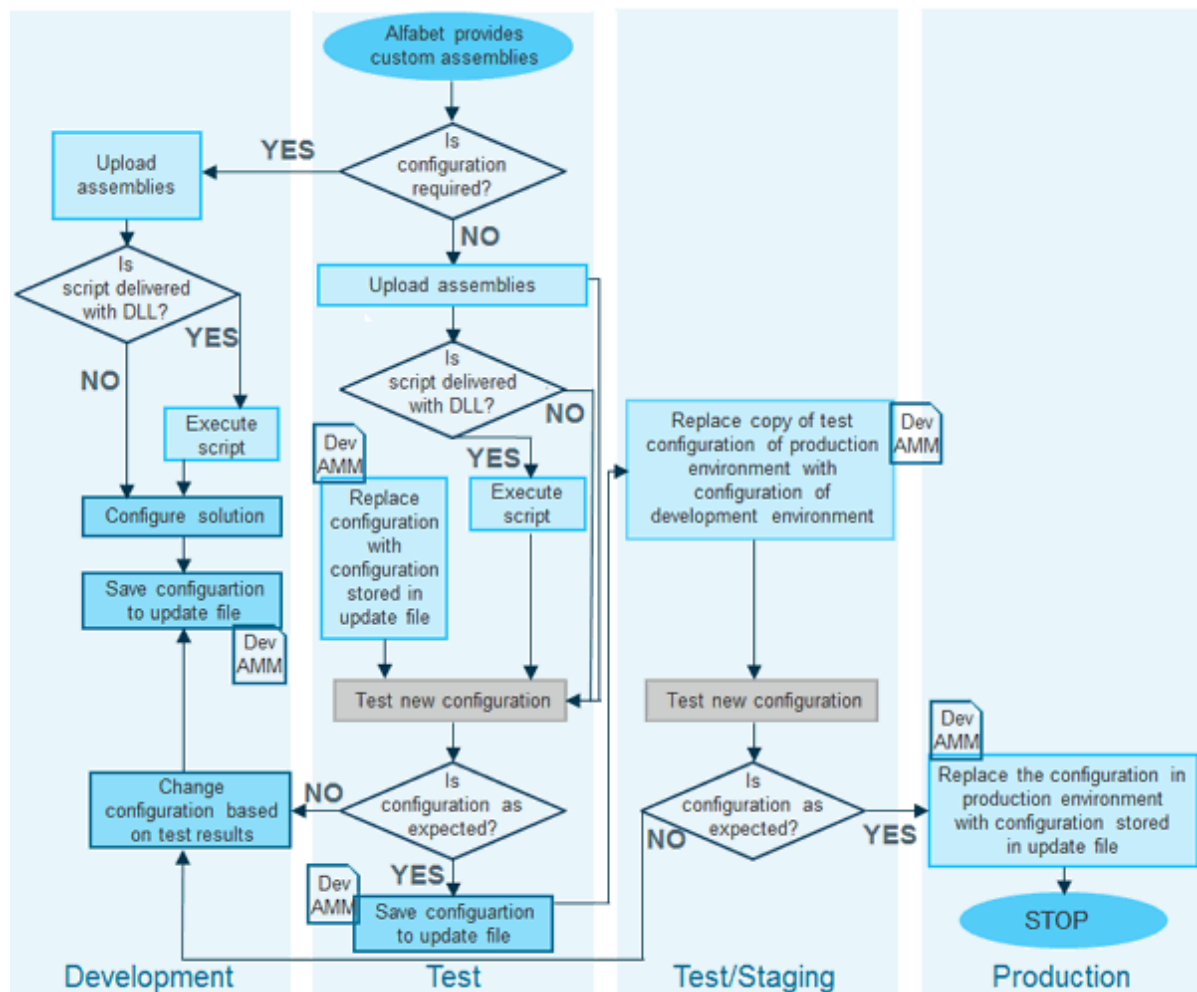 Alfabet provides
custom assemblies
Is
configuration
required?
YES
NO
Upload
assemblies
Is
script delivered
with DLL?
YES
NO
Execute
script
Configure solution
Save configuartion
to update file
Dev
AMM
Change
configuration based
on test results
Upload assemblies
Is
script delivered
with DLL?
NO
YES
Execute
script
Dev
AMM
Replace
configuration
with
configuration
stored in
update file
Test new configuration
Is
configuration as
expected?
NO
YES
Dev
AMM
Save configuartion
to update file
Replace copy of test
configuration of production
environment with
configuration of
development environment
Dev
AMM
Test new configuration
Is
configuration as
expected?
NO
YES
Dev
AMM
Replace the configuration in
production environment
with configuration stored
in update file
STOP
Development
Test
Test/Staging
Production